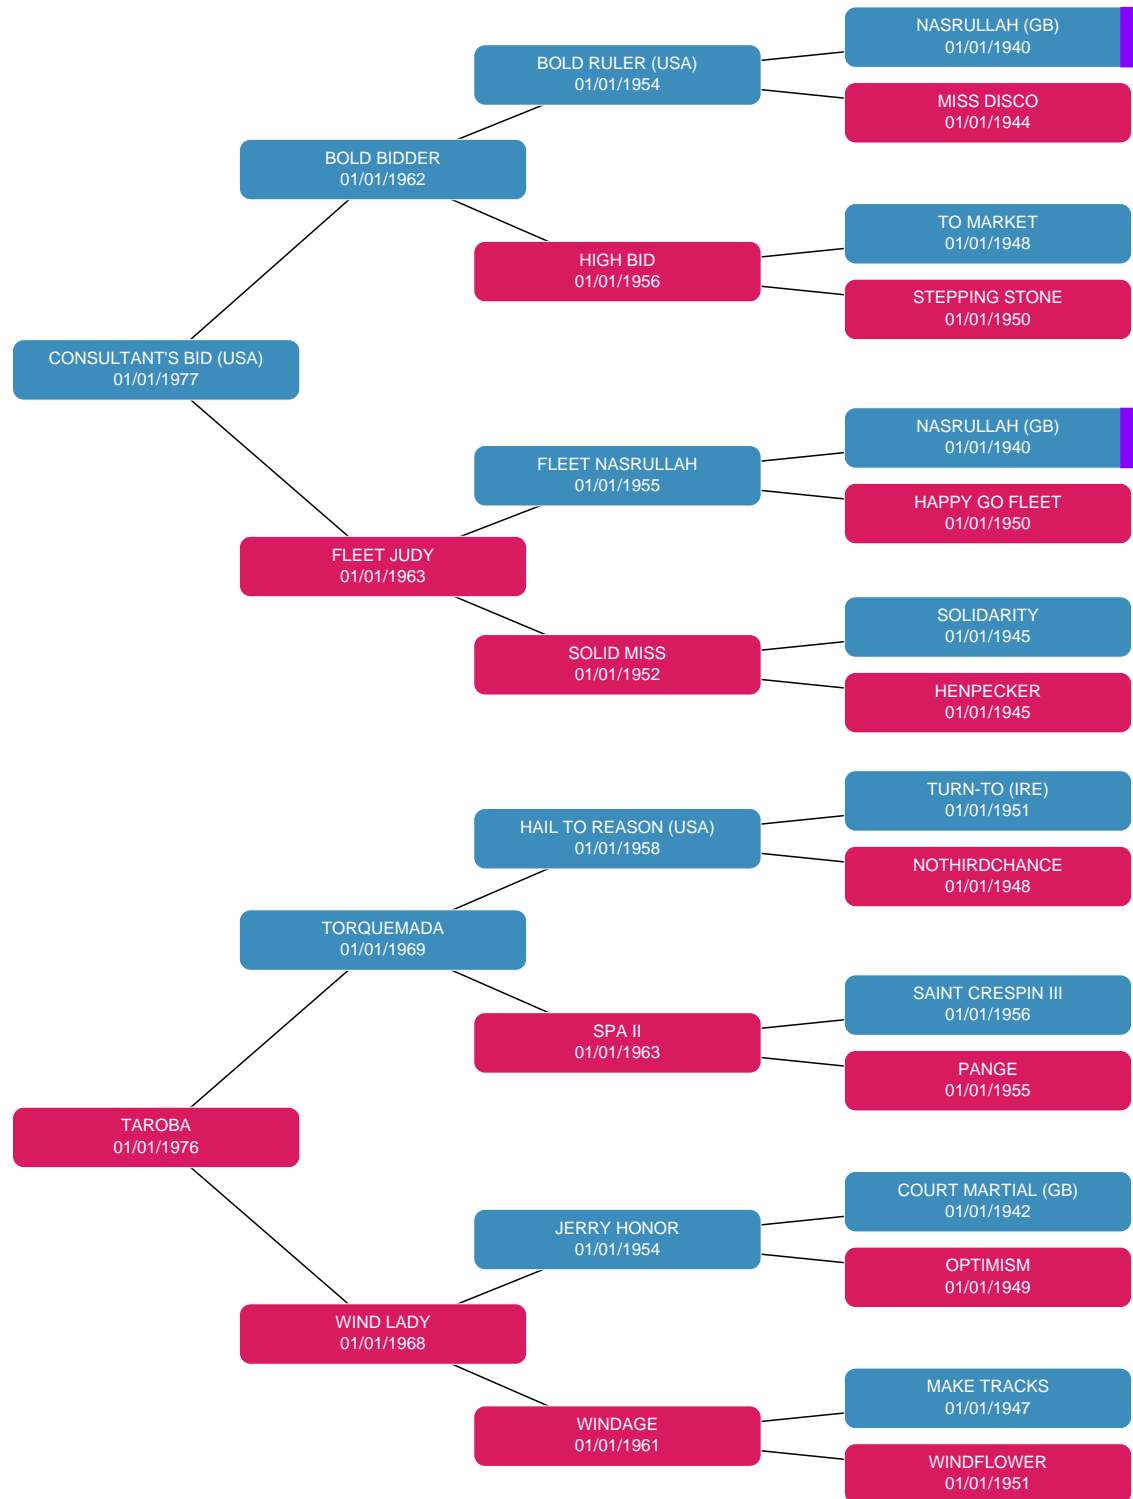 NASRULLAH (GB)
01/01/1940
BOLD RULER (USA)
01/01/1954
MISS DISCO
01/01/1944
BOLD BIDDER
01/01/1962
TO MARKET
01/01/1948
HIGH BID
01/01/1956
STEPPING STONE
01/01/1950
CONSULTANT'S BID (USA)
01/01/1977
NASRULLAH (GB)
01/01/1940
FLEET NASRULLAH
01/01/1955
HAPPY GO FLEET
01/01/1950
FLEET JUDY
01/01/1963
SOLIDARITY
01/01/1945
SOLID MISS
01/01/1952
HENPECKER
01/01/1945
TURN-TO (IRE)
01/01/1951
HAIL TO REASON (USA)
01/01/1958
NOTHIRDCHANCE
01/01/1948
TORQUEMADA
01/01/1969
SAINT CRESPIN III
01/01/1956
SPA II
01/01/1963
PANGE
01/01/1955
TAROBA
01/01/1976
COURT MARTIAL (GB)
01/01/1942
JERRY HONOR
01/01/1954
OPTIMISM
01/01/1949
WIND LADY
01/01/1968
MAKE TRACKS
01/01/1947
WINDAGE
01/01/1961
WINDFLOWER
01/01/1951